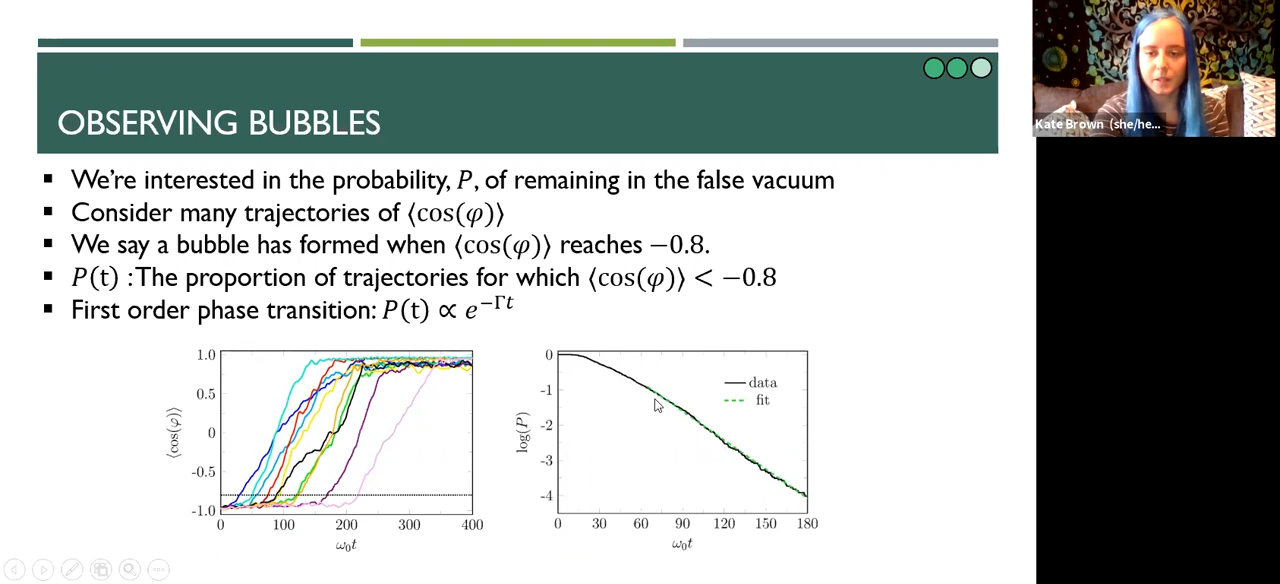 OBSERVING BUBBLES
▪ We're interested in the probability, P, of remaining in the false vacuum
▪ Consider many trajectories of ⟨cos(φ)⟩
▪ We say a bubble has formed when ⟨cos(φ)⟩ reaches −0.8.
▪ P(t) :The proportion of trajectories for which ⟨cos(φ)⟩ < −0.8
▪ First order phase transition: P(t) ∝ e^−Γt
1.0
0.5
0
-0.5
-1.0
⟨cos(φ)⟩
0 100 200 300 400
ω₀t
0
-1
-2
-3
-4
log(P)
data
fit
0 30 60 90 120 150 180
ω₀t
Kate Brown (she/he...